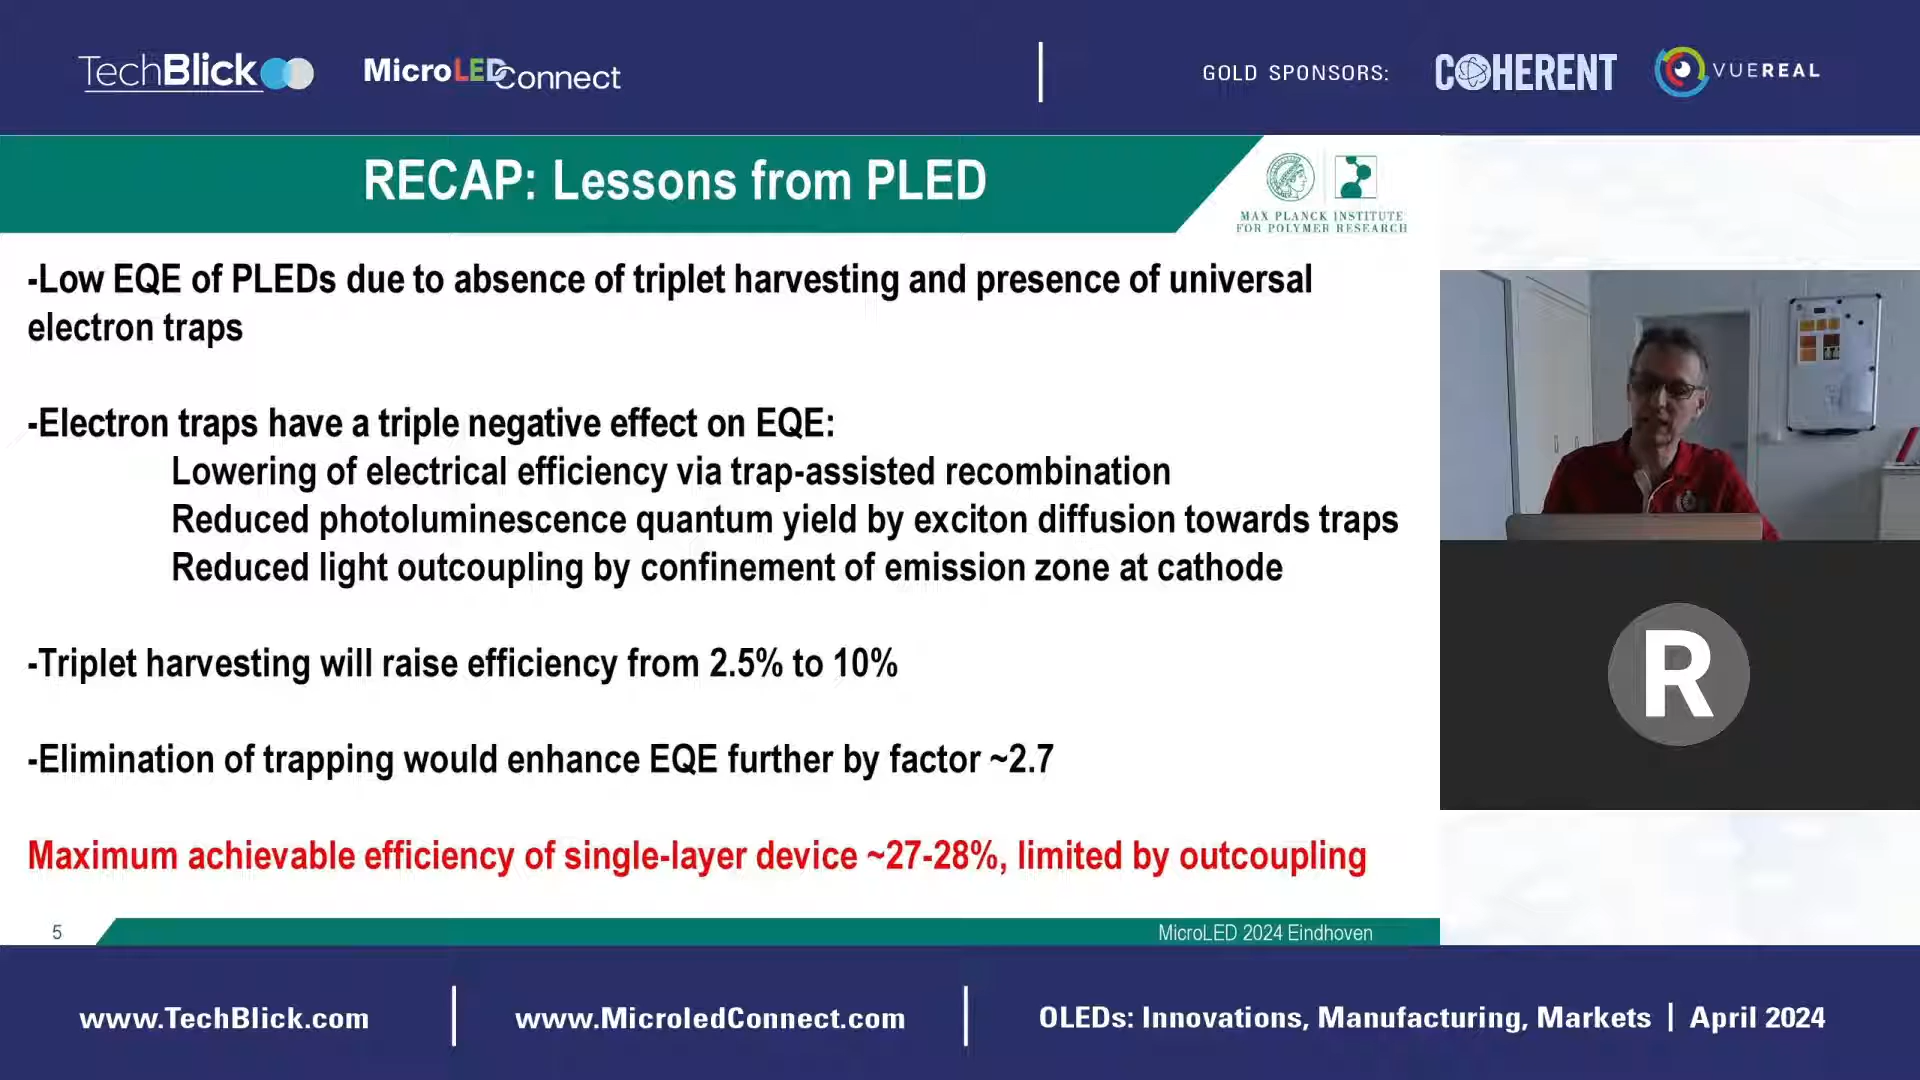 TechBlick
MicroLED Connect
GOLD SPONSORS:
COHERENT
VUEREAL
RECAP: Lessons from PLED
MAX PLANCK INSTITUTE
FOR POLYMER RESEARCH
-Low EQE of PLEDs due to absence of triplet harvesting and presence of universal
electron traps
-Electron traps have a triple negative effect on EQE:
Lowering of electrical efficiency via trap-assisted recombination
Reduced photoluminescence quantum yield by exciton diffusion towards traps
Reduced light outcoupling by confinement of emission zone at cathode
-Triplet harvesting will raise efficiency from 2.5% to 10%
-Elimination of trapping would enhance EQE further by factor ~2.7
Maximum achievable efficiency of single-layer device ~27-28%, limited by outcoupling
R
5
MicroLED 2024 Eindhoven
www.TechBlick.com
www.MicroledConnect.com
OLEDs: Innovations, Manufacturing, Markets | April 2024